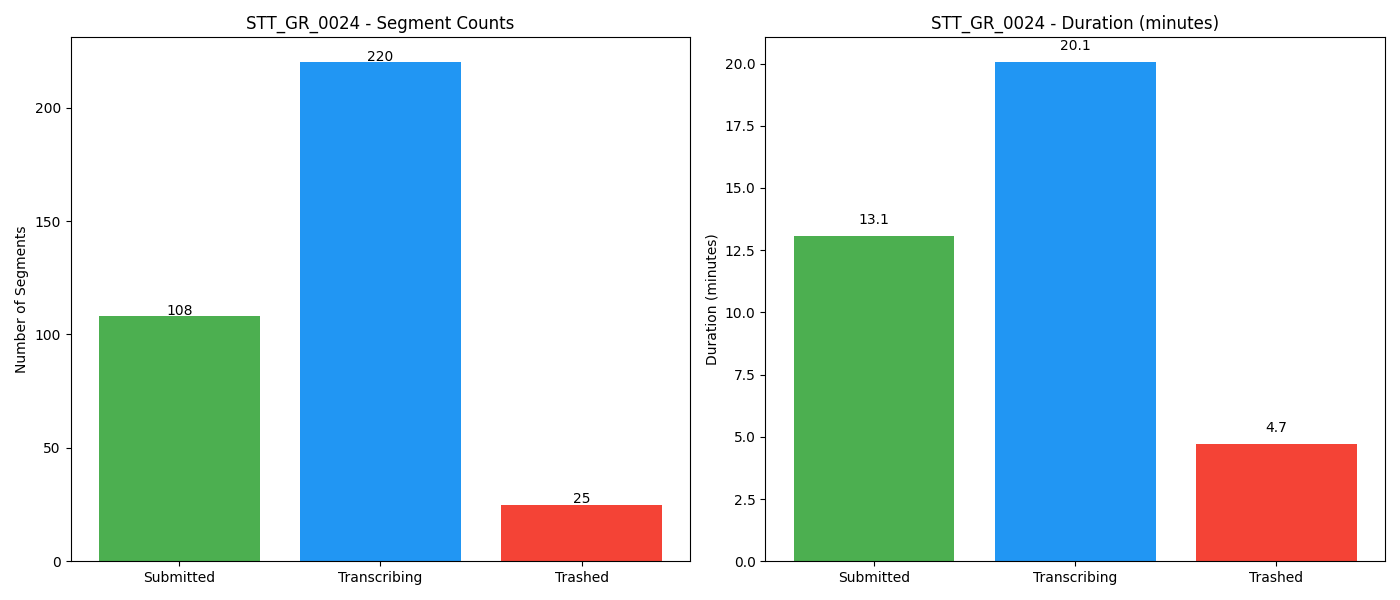 STT_GR_0024 - Segment Counts
Number of Segments
200
150
100
50
0
108
220
25
Submitted
Transcribing
Trashed
STT_GR_0024 - Duration (minutes)
Duration (minutes)
20.0
17.5
15.0
12.5
10.0
7.5
5.0
2.5
0.0
13.1
20.1
4.7
Submitted
Transcribing
Trashed